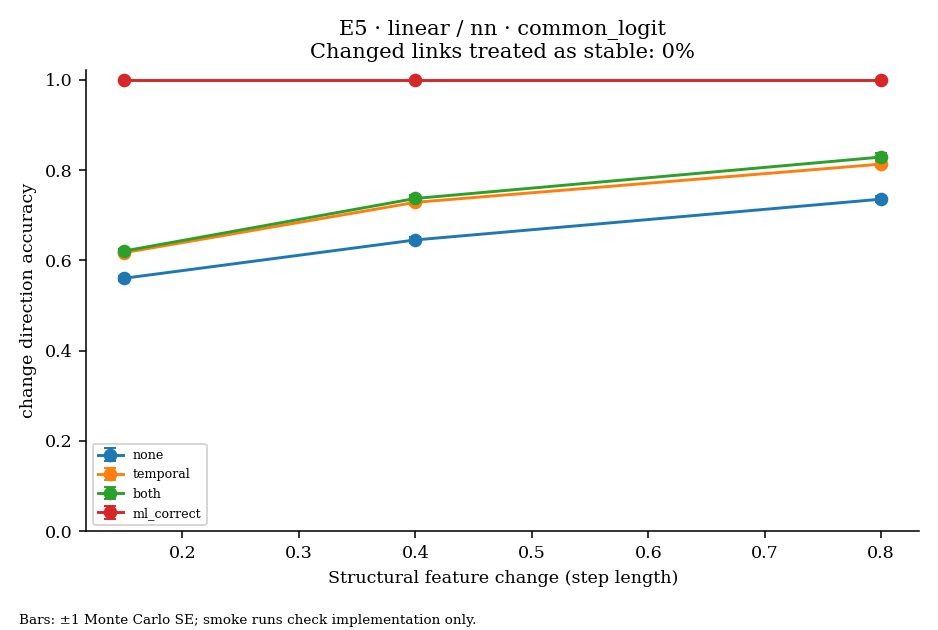 E5 · linear / nn · common_logit
Changed links treated as stable: 0%
change direction accuracy
1.0
0.8
0.6
0.4
0.2
0.0
none
temporal
both
ml_correct
0.2 0.3 0.4 0.5 0.6 0.7 0.8
Structural feature change (step length)
Bars: ±1 Monte Carlo SE; smoke runs check implementation only.